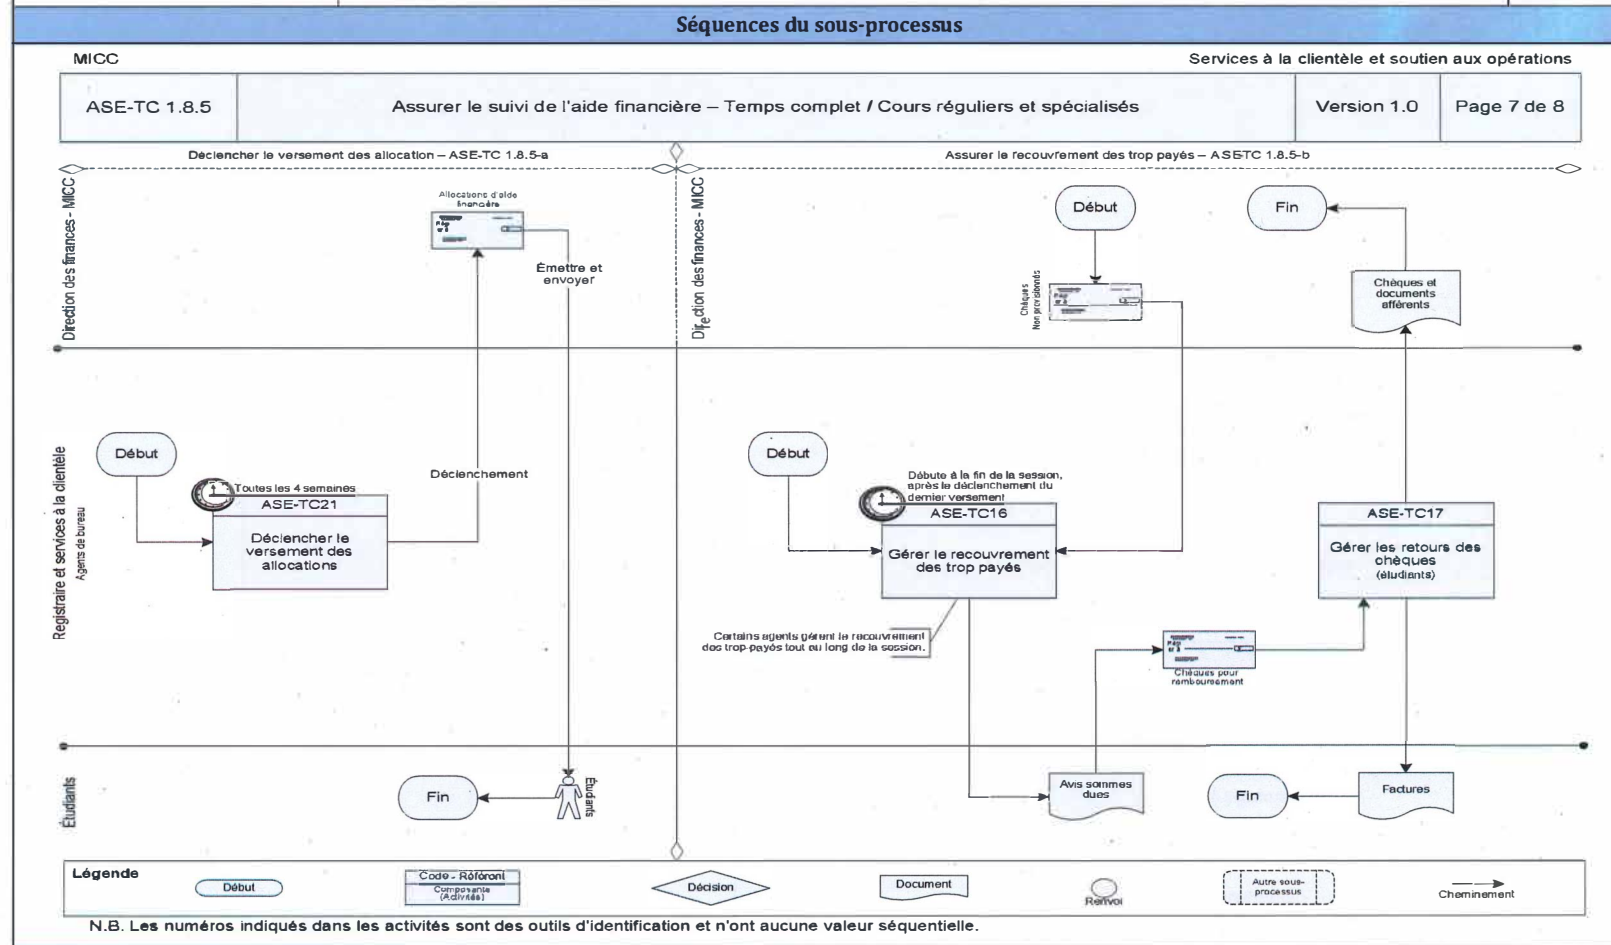 Séquences du sous-processus
MICC
Services à la clientèle et soutien aux opérations
ASE-TC 1.8.5
Assurer le suivi de l'aide financière – Temps complet / Cours réguliers et spécialisés
Version 1.0
Page 7 de 8
Déclencher le versement des allocation – ASE-TC 1.8.5-a
Assurer le recouvrement des trop payés – ASE-TC 1.8.5-b
Direction des finances - MICC
Allocations d'aide
financière
Émettre et
envoyer
Direction des finances - MICC
Début
Chèques
Non provisionnés
Fin
Chèques et
documents
afférents
Registraire et services à la clientèle
Agents de bureau
Début
Toutes les 4 semaines
ASE-TC21
Déclencher le
versement des
allocations
Déclenchement
Début
Débute à la fin de la session,
après le déclenchement du
dernier versement
ASE-TC16
Gérer le recouvrement
des trop payés
Certains agents gèrent le recouvrement
des trop-payés tout au long de la session.
ASE-TC17
Gérer les retours des
chèques
(étudiants)
Chèques pour
remboursement
Étudiants
Fin
Étudiants
Avis sommes
dues
Fin
Factures
Légende
Début
Code - Référent
Composante
(Activités)
Décision
Document
Renvoi
Autre sous-
processus
Cheminement
N.B. Les numéros indiqués dans les activités sont des outils d'identification et n'ont aucune valeur séquentielle.